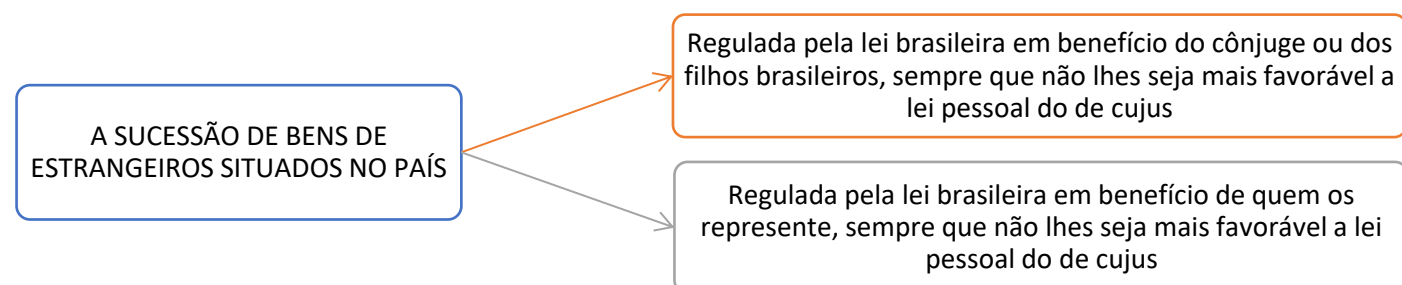 A SUCESSÃO DE BENS DE
ESTRANGEIROS SITUADOS NO PAÍS
Regulada pela lei brasileira em benefício do cônjuge ou dos
filhos brasileiros, sempre que não lhes seja mais favorável a
lei pessoal do de cujus
Regulada pela lei brasileira em benefício de quem os
represente, sempre que não lhes seja mais favorável a lei
pessoal do de cujus